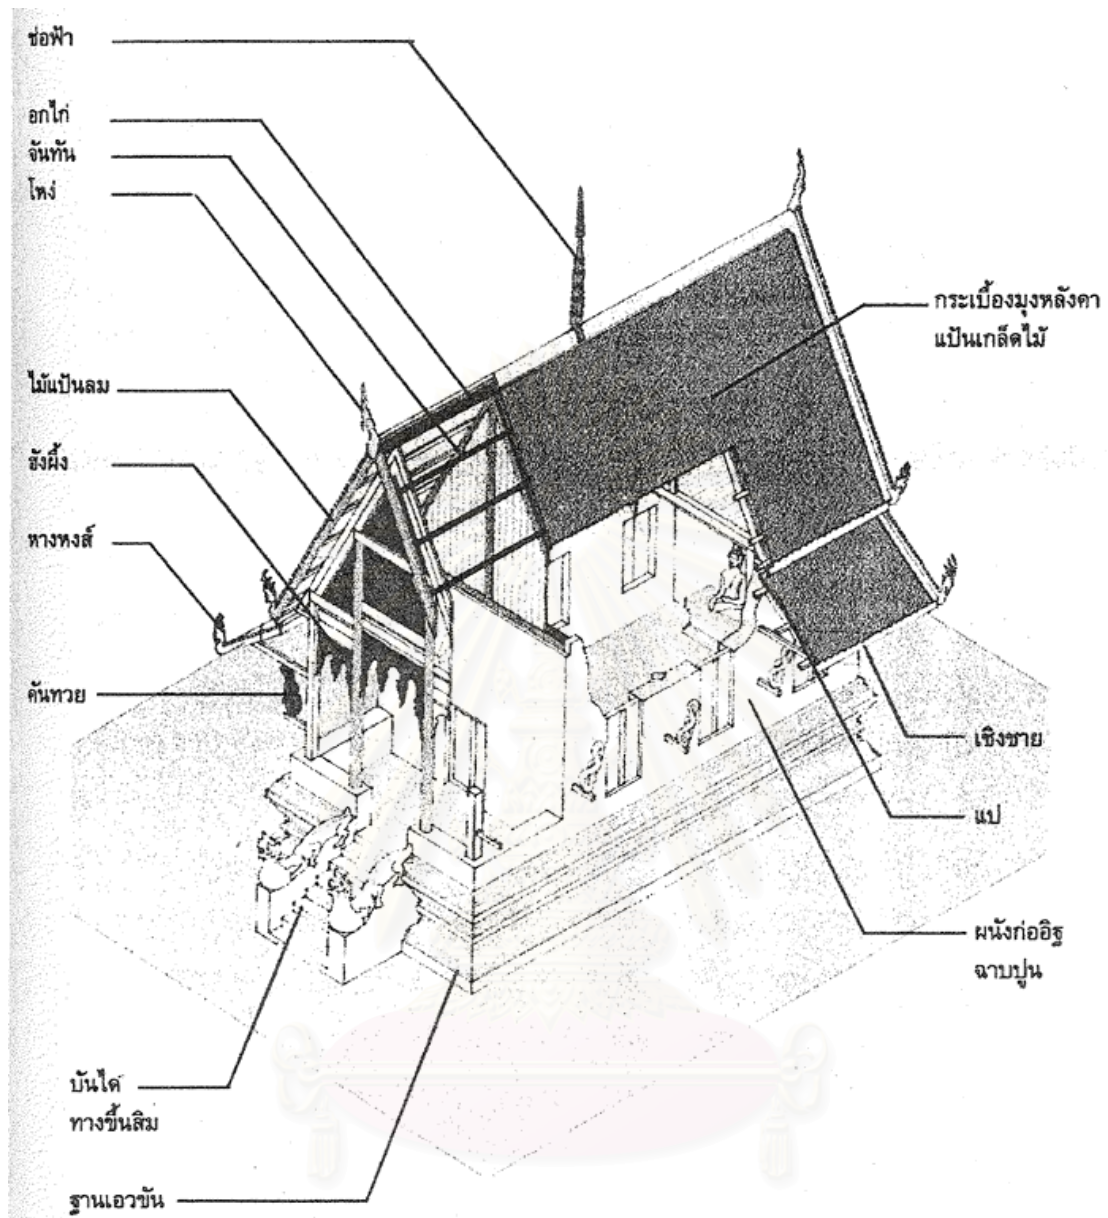 ช่อฟ้า
อกไก่
จันทัน
โหง่
ไม้แป้นลม
ฮังผึ้ง
หางหงส์
คันทวย
บันได
ทางขึ้นสิม
ฐานเอวขัน
กระเบื้องมุงหลังคา
แป้นเกล็ดไม้
เชิงชาย
แป
ผนังก่ออิฐ
ฉาบปูน